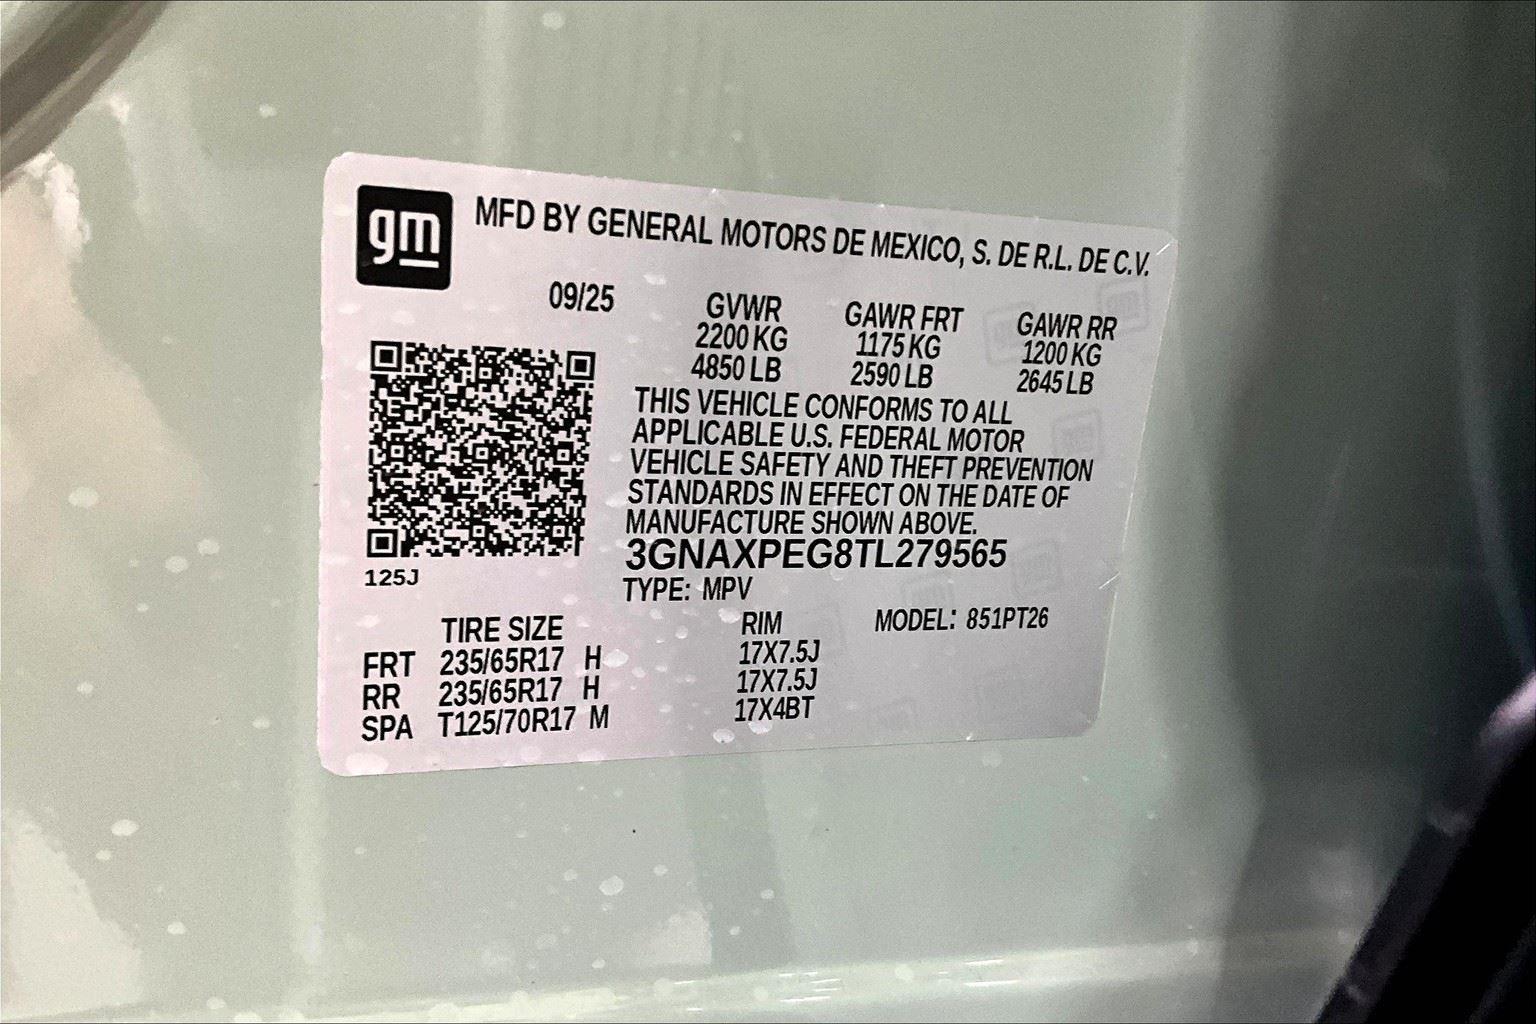 gm
MFD BY GENERAL MOTORS DE MEXICO, S. DE R.L. DE C.V.
09/25
GVWR GAWR FRT GAWR RR
2200 KG 1175 KG 1200 KG
4850 LB 2590 LB 2645 LB
THIS VEHICLE CONFORMS TO ALL
APPLICABLE U.S. FEDERAL MOTOR
VEHICLE SAFETY AND THEFT PREVENTION
STANDARDS IN EFFECT ON THE DATE OF
MANUFACTURE SHOWN ABOVE.
3GNAXPEG8TL279565
125J
TYPE: MPV
TIRE SIZE RIM MODEL: 851PT26
FRT 235/65R17 H 17X7.5J
RR 235/65R17 H 17X7.5J
SPA T125/70R17 M 17X4BT